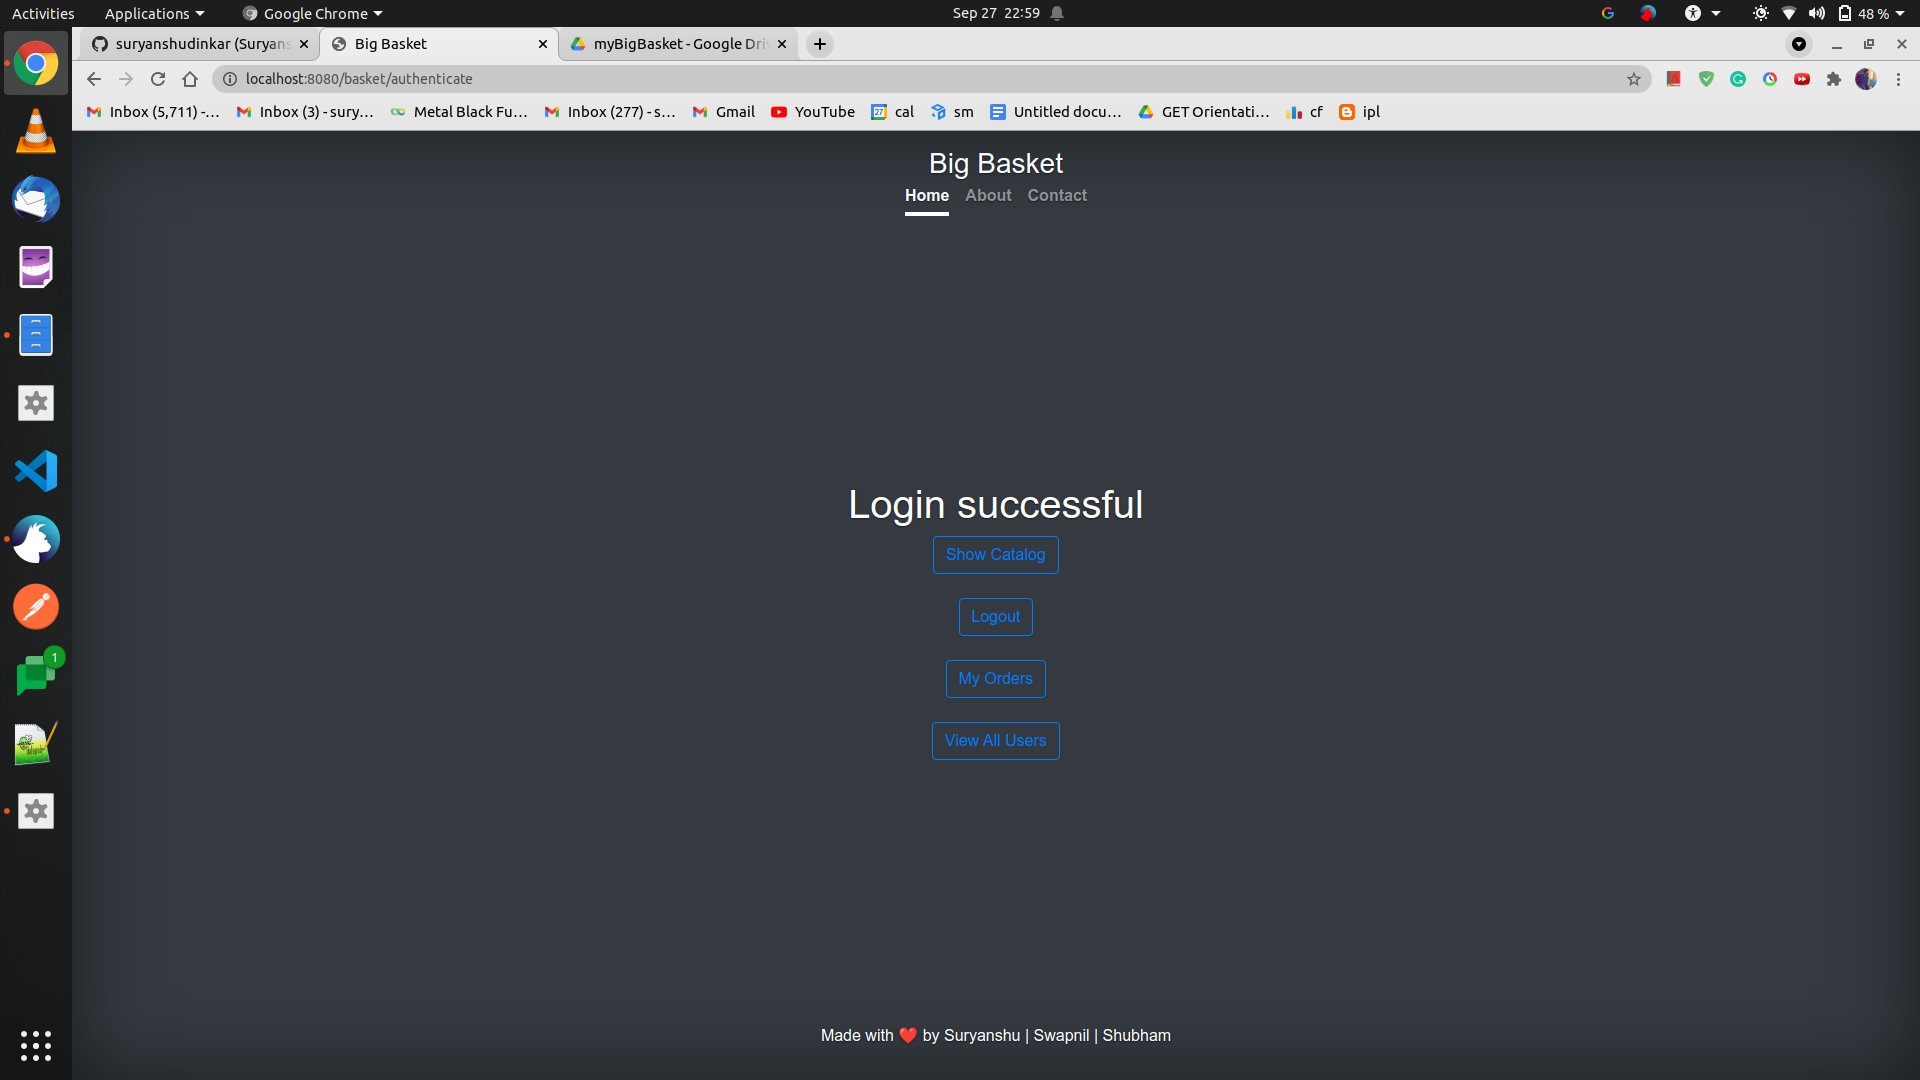 Activities Applications Google Chrome Sep 27 22:59 48 %
suryanshudinkar (Suryans Big Basket myBigBasket - Google Dri
localhost:8080/basket/authenticate
Inbox (5,711) -... Inbox (3) - sury... Metal Black Fu... Inbox (277) - s... Gmail YouTube 27 cal sm Untitled docu... GET Orientati... cf ipl
Big Basket
Home About Contact
Login successful
Show Catalog
Logout
My Orders
View All Users
1
Made with ❤️ by Suryanshu | Swapnil | Shubham